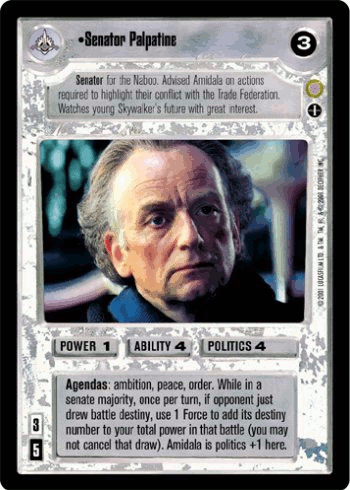 •Senator Palpatine
3
Senator for the Naboo. Advised Amidala on actions
required to highlight their conflict with the Trade Federation.
Watches young Skywalker's future with great interest.
POWER 1 ABILITY 4 POLITICS 4
Agendas: ambition, peace, order. While in a
senate majority, once per turn, if opponent just
drew battle destiny, use 1 Force to add its destiny
number to your total power in that battle (you may
not cancel that draw). Amidala is politics +1 here.
3
5